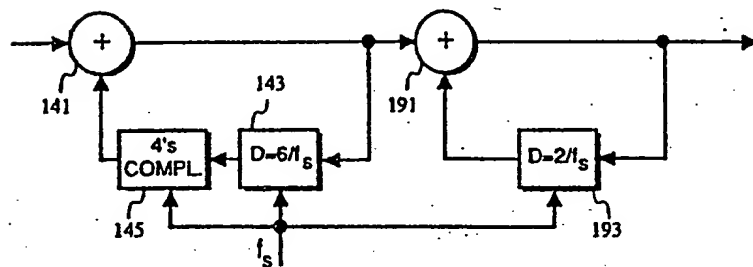 +
+
141
191
143
4's
COMPL.
D=6/fs
D=2/fs
145
193
fs